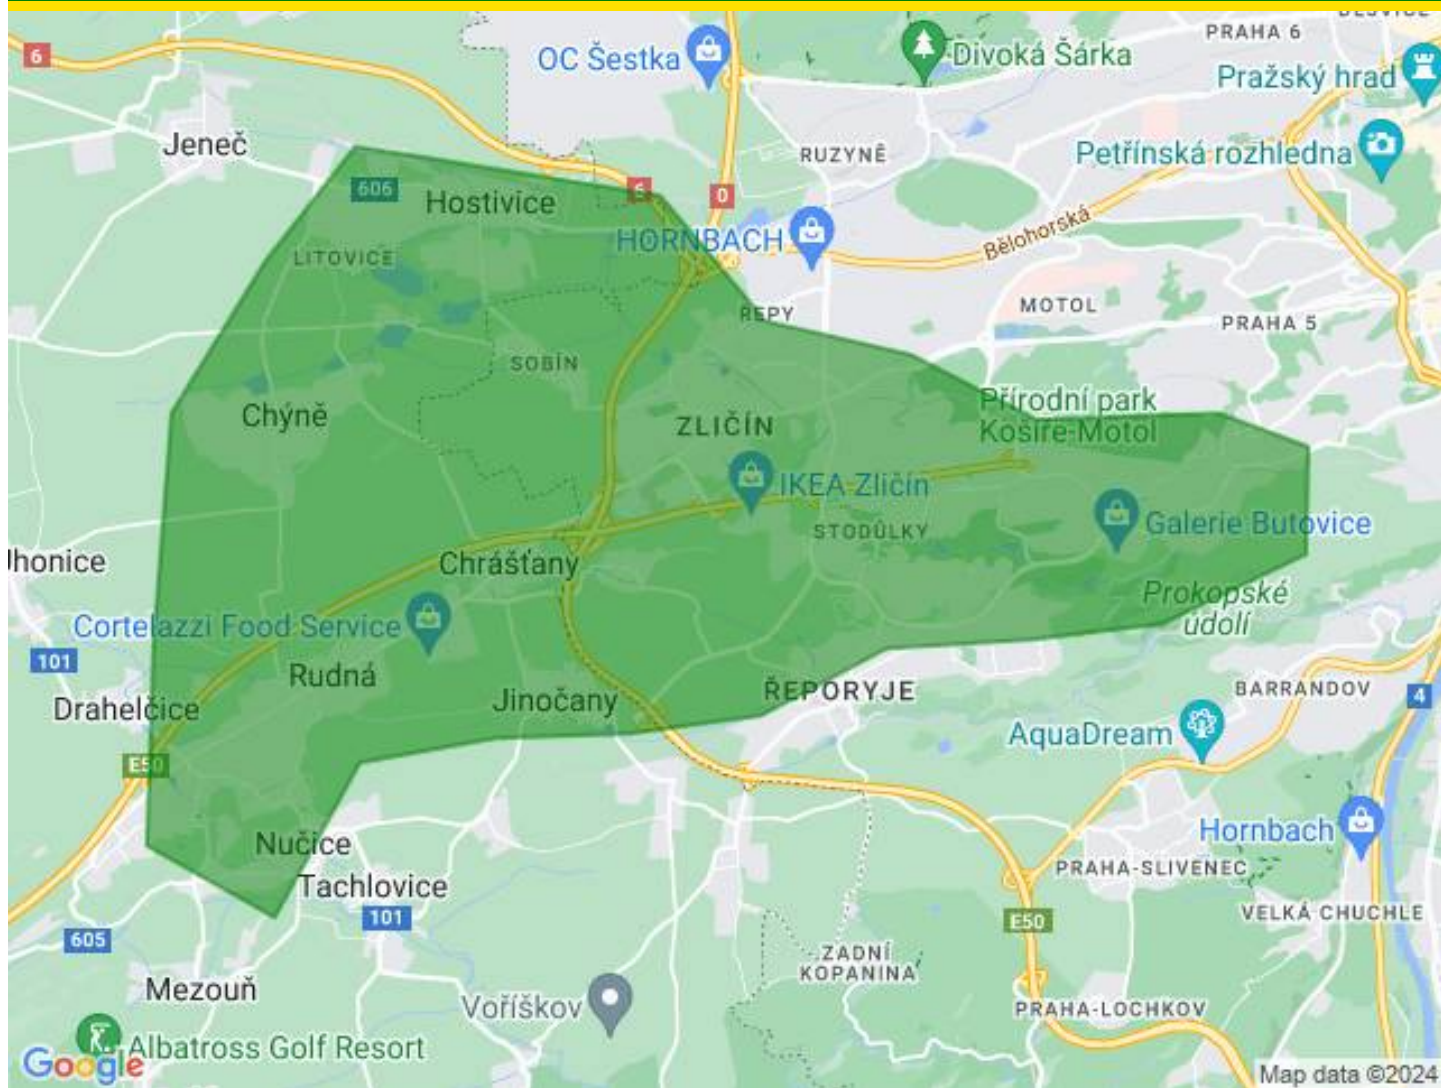 PRAHA 6
6
OC Šestka
Divoká Šárka
Pražský hrad
Jeneč
RUZYNĚ
Petřínská rozhledna
606
Hostivice
6
0
HORNBACH
Bělohorská
LITOVICE
ŘEPY
MOTOL
PRAHA 5
SOBÍN
Chýně
ZLIČÍN
Přírodní park
Košíře-Motol
IKEA Zličín
STODŮLKY
Galerie Butovice
Jhonice
Chrášťany
Prokopské
údolí
Cortelazzi Food Service
101
Rudná
Jinočany
ŘEPORYJE
BARRANDOV
4
Drahelčice
AquaDream
E50
Nučice
Hornbach
Tachlovice
PRAHA-SLIVENEC
101
E50
VELKÁ CHUCHLE
605
ZADNÍ
KOPANINA
Mezouň
Voříškov
PRAHA-LOCHKOV
Albatross Golf Resort
Google
Map data ©2024